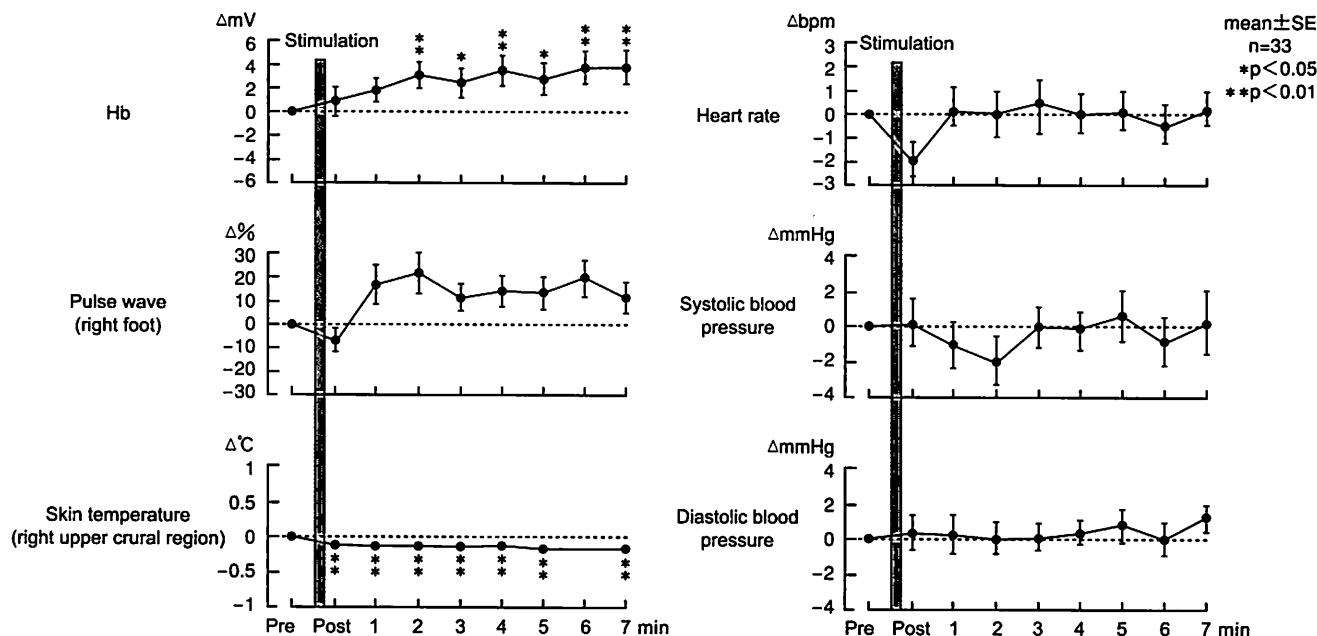 ΔmV
Stimulation
6
4
2
0
−2
−4
−6
Hb
** * ** * ** **
Δ%
30
20
10
0
−10
−20
−30
Pulse wave
(right foot)
Δ℃
1
0.5
0
−0.5
−1
Skin temperature
(right upper crural region)
** ** ** ** ** ** **
Pre Post 1 2 3 4 5 6 7 min
Δbpm
Stimulation
3
2
1
0
−1
−2
−3
Heart rate
mean±SE
n=33
*p<0.05
**p<0.01
ΔmmHg
4
2
0
−2
−4
Systolic blood
pressure
ΔmmHg
4
2
0
−2
−4
Diastolic blood
pressure
Pre Post 1 2 3 4 5 6 7 min